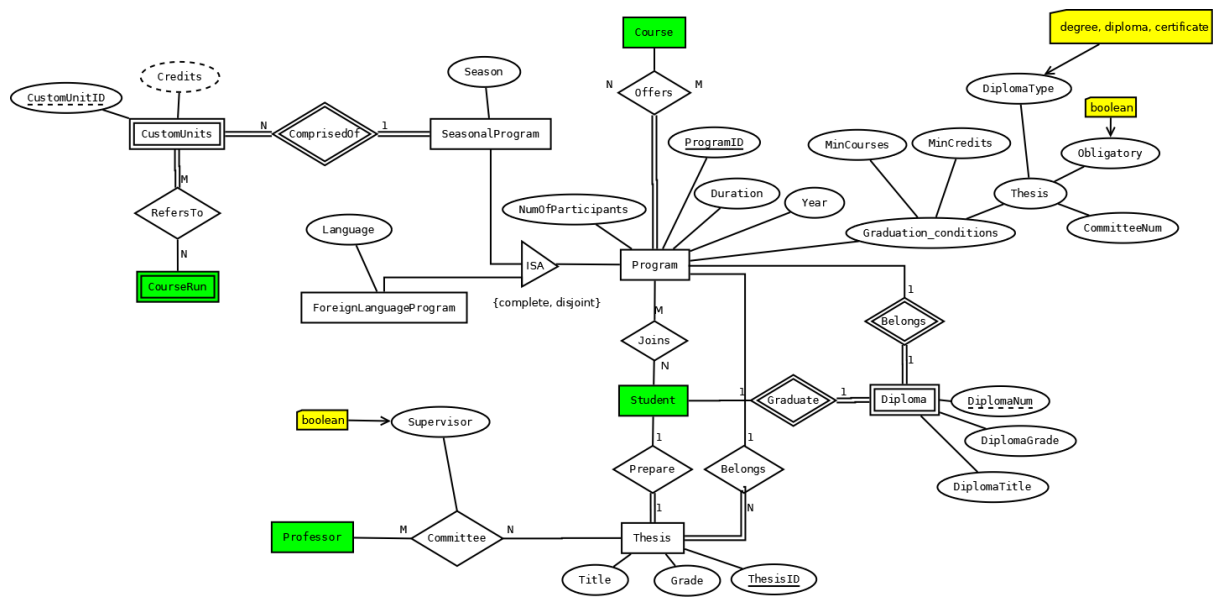 degree, diploma, certificate
Course
Credits
Season
CustomUnitID
N
Offers
M
DiplomaType
boolean
CustomUnits
N
ComprisedOf
1
SeasonalProgram
ProgramID
MinCourses
MinCredits
Obligatory
M
RefersTo
Duration
Thesis
NumOfParticipants
Year
Language
Graduation_conditions
CommitteeNum
N
ISA
Program
CourseRun
ForeignLanguageProgram
{complete, disjoint}
M
1
Joins
Belongs
N
1
Student
1
Graduate
1
Diploma
DiplomaNum
boolean
Supervisor
1
1
DiplomaGrade
Prepare
Belongs
DiplomaTitle
1
1
N
Professor
M
Committee
N
Thesis
Title
Grade
ThesisID